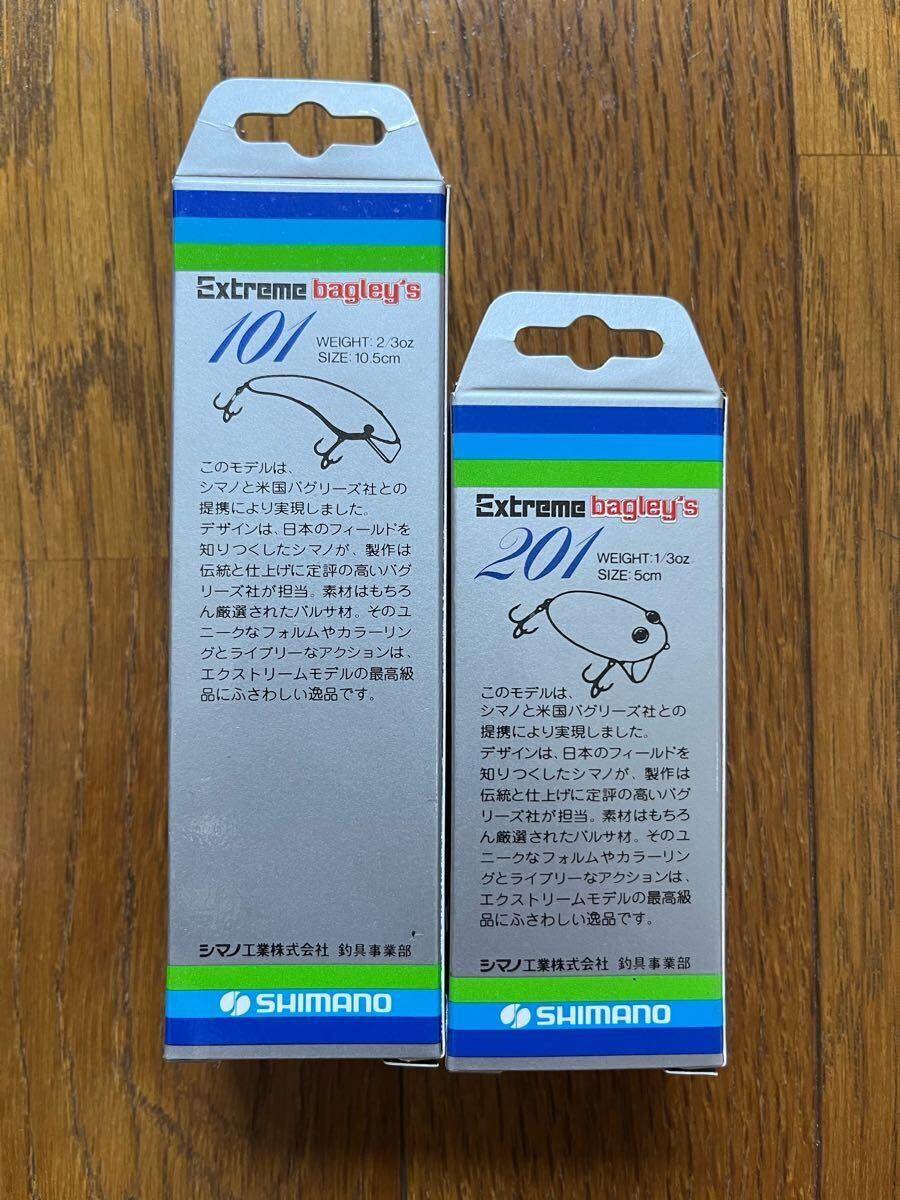 Extreme bagley's
101 WEIGHT: 2/3oz
SIZE: 10.5cm
このモデルは、
シマノと米国バグリーズ社との
提携により実現しました。
デザインは、日本のフィールドを
知りつくしたシマノが、製作は
伝統と仕上げに定評の高いバグ
リーズ社が担当。素材はもちろ
ん厳選されたバルサ材。そのユ
ニークなフォルムやカラーリン
グとライブリーなアクションは、
エクストリームモデルの最高級
品にふさわしい逸品です。
シマノ工業株式会社 釣具事業部
SHIMANO
Extreme bagley's
201 WEIGHT:1/3oz
SIZE: 5cm
このモデルは、
シマノと米国バグリーズ社との
提携により実現しました。
デザインは、日本のフィールドを
知りつくしたシマノが、製作は
伝統と仕上げに定評の高いバグ
リーズ社が担当。素材はもちろ
ん厳選されたバルサ材。そのユ
ニークなフォルムやカラーリン
グとライブリーなアクションは、
エクストリームモデルの最高級
品にふさわしい逸品です。
シマノ工業株式会社 釣具事業部
SHIMANO